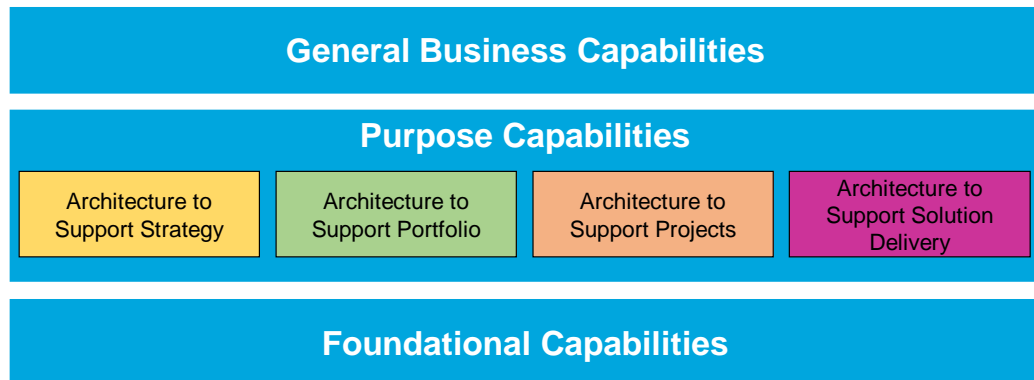 General Business Capabilities
Purpose Capabilities
Architecture to
Support Strategy
Architecture to
Support Portfolio
Architecture to
Support Projects
Architecture to
Support Solution
Delivery
Foundational Capabilities